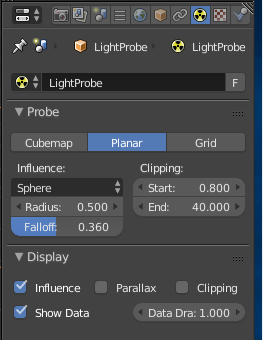 LightProbe LightProbe
LightProbe F
Probe
Cubemap Planar Grid
Influence: Clipping:
Sphere Start: 0.800
Radius: 0.500 End: 40.000
Falloff: 0.360
Display
Influence Parallax Clipping
Show Data Data Dra: 1.000